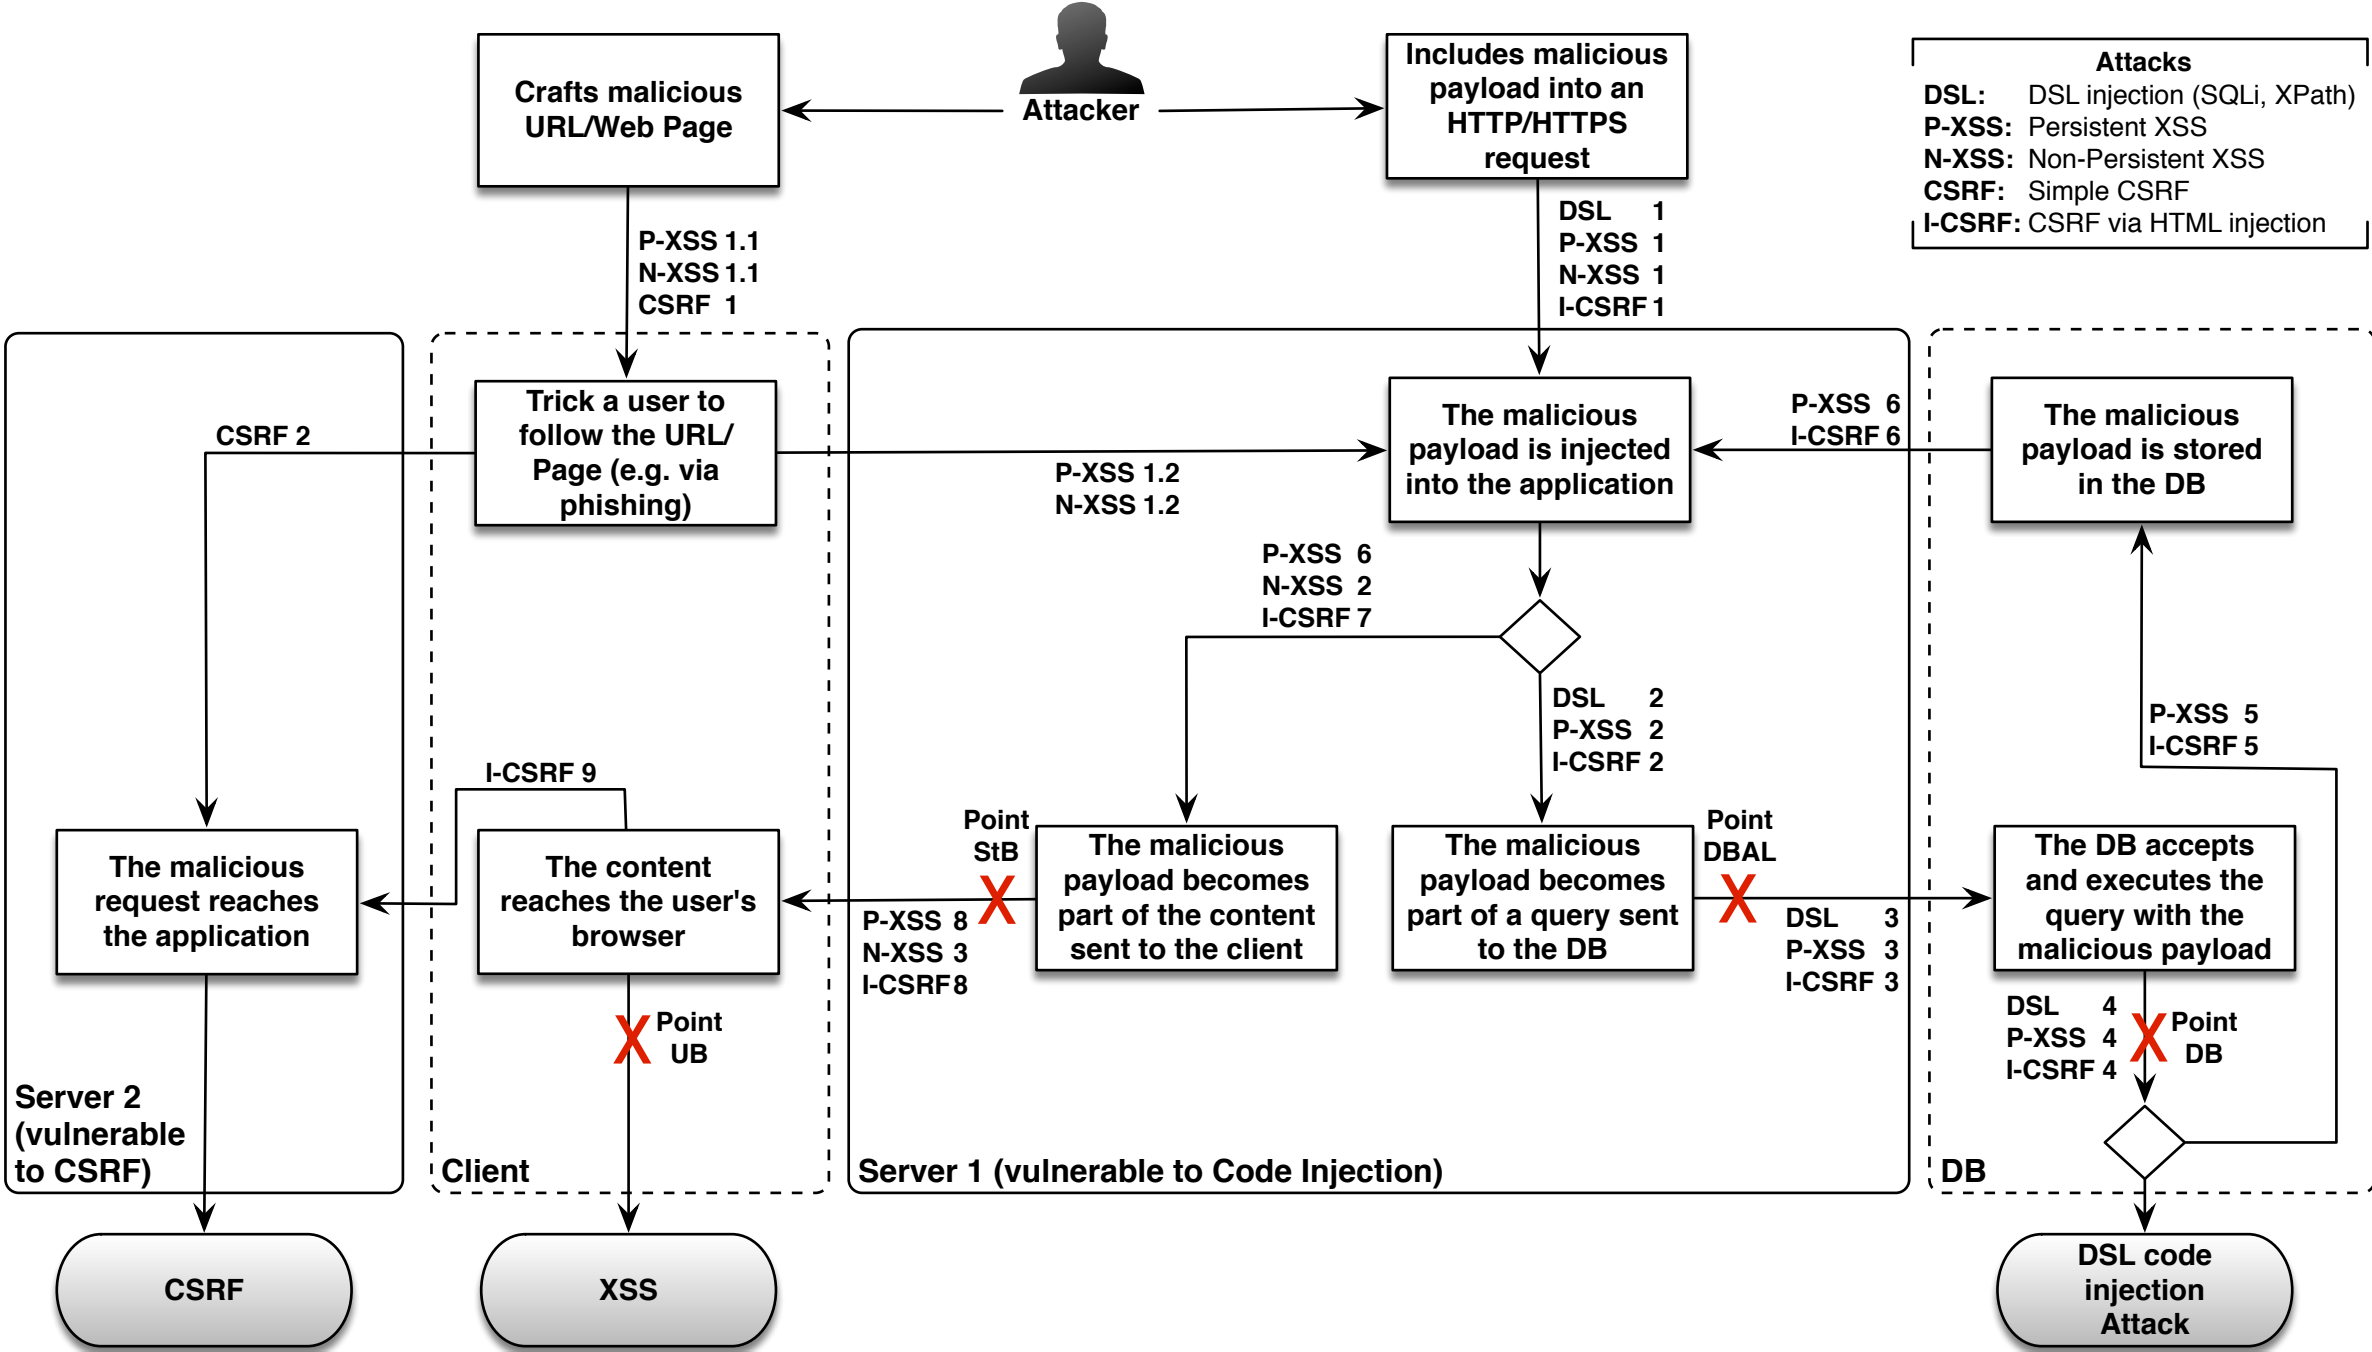 Attacker
Crafts malicious
URL/Web Page
Includes malicious
payload into an
HTTP/HTTPS
request
Attacks
DSL: DSL injection (SQLi, XPath)
P-XSS: Persistent XSS
N-XSS: Non-Persistent XSS
CSRF: Simple CSRF
I-CSRF: CSRF via HTML injection
P-XSS 1.1
N-XSS 1.1
CSRF 1
DSL 1
P-XSS 1
N-XSS 1
I-CSRF 1
Trick a user to
follow the URL/
Page (e.g. via
phishing)
CSRF 2
P-XSS 1.2
N-XSS 1.2
The malicious
payload is injected
into the application
P-XSS 6
I-CSRF 6
The malicious
payload is stored
in the DB
P-XSS 6
N-XSS 2
I-CSRF 7
DSL 2
P-XSS 2
I-CSRF 2
P-XSS 5
I-CSRF 5
I-CSRF 9
The malicious
request reaches
the application
The content
reaches the user's
browser
Point
StB
X
P-XSS 8
N-XSS 3
I-CSRF 8
The malicious
payload becomes
part of the content
sent to the client
The malicious
payload becomes
part of a query sent
to the DB
Point
DBAL
X
DSL 3
P-XSS 3
I-CSRF 3
The DB accepts
and executes the
query with the
malicious payload
X
Point
UB
DSL 4
P-XSS 4
I-CSRF 4
X
Point
DB
Server 2
(vulnerable
to CSRF)
Client
Server 1 (vulnerable to Code Injection)
DB
CSRF
XSS
DSL code
injection
Attack